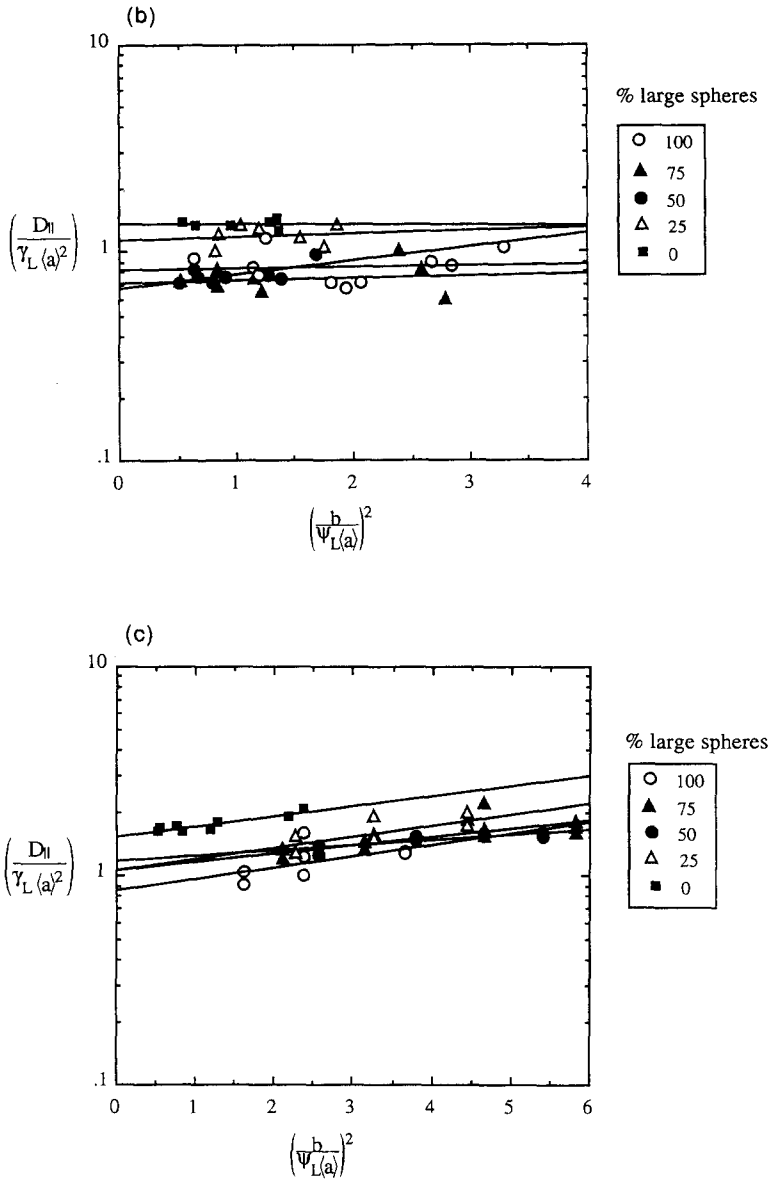 (b)
10
1
.1
0 1 2 3 4
( D|| / γL⟨a⟩² )
( b / ΨL⟨a⟩ )²
% large spheres
100
75
50
25
0
(c)
10
1
.1
0 1 2 3 4 5 6
( D|| / γL⟨a⟩² )
( b / ΨL⟨a⟩ )²
% large spheres
100
75
50
25
0